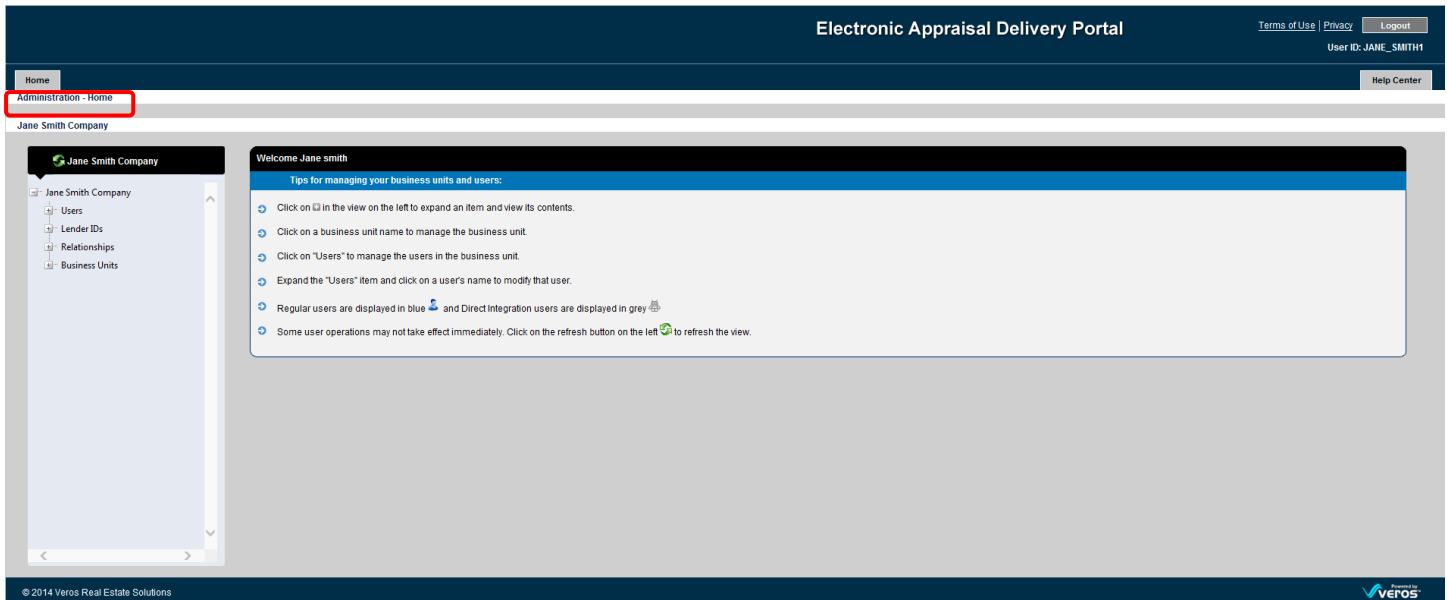 Electronic Appraisal Delivery Portal
Terms of Use | Privacy Logout
User ID: JANE_SMITH1
Home Help Center
Administration - Home
Jane Smith Company
Jane Smith Company
Jane Smith Company
Users
Lender IDs
Relationships
Business Units
Welcome Jane smith
Tips for managing your business units and users:
Click on in the view on the left to expand an item and view its contents.
Click on a business unit name to manage the business unit.
Click on "Users" to manage the users in the business unit.
Expand the "Users" item and click on a user's name to modify that user.
Regular users are displayed in blue and Direct Integration users are displayed in grey
Some user operations may not take effect immediately. Click on the refresh button on the left to refresh the view.
© 2014 Veros Real Estate Solutions
Powered by
veros